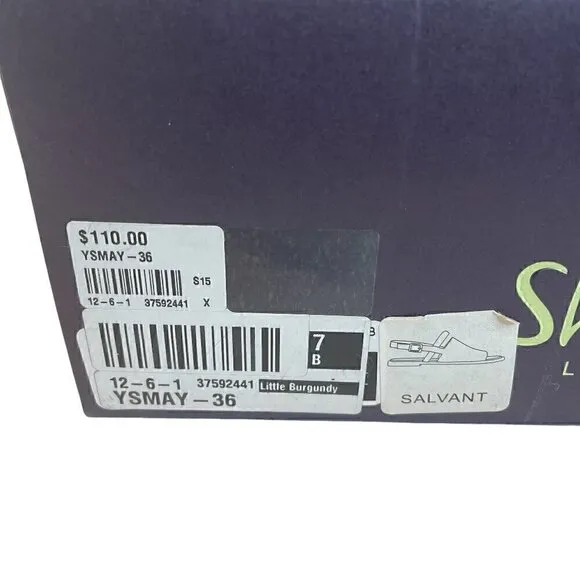 $110.00
YSMAY-36
S15
12-6-1 37592441 X
7
B
B
12-6-1 37592441 Little Burgundy
YSMAY-36
SALVANT